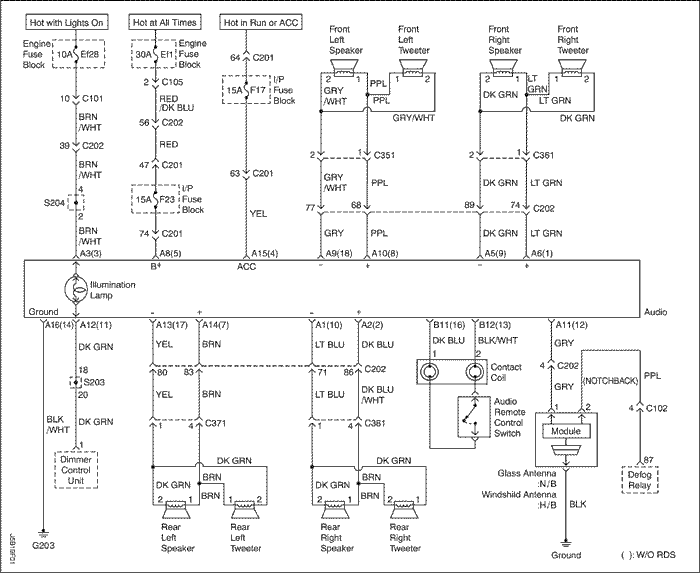 Hot with Lights On
Hot at All Times
Hot in Run or ACC
Engine
Fuse
Block
10A Ef28
30A Ef1
Engine
Fuse
Block
64 C201
15A F17
I/P
Fuse
Block
Front
Left
Speaker
Front
Left
Tweeter
Front
Right
Speaker
Front
Right
Tweeter
1 2
1 2
2 1
1 2
GRY/
WHT
PPL
PPL
GRY/WHT
DK GRN
LT
GRN
LT GRN
DK GRN
10 C101
2 C105
RED
/DK BLU
BRN
/WHT
56 C202
39 C202
RED
BRN
/WHT
47 C201
63 C201
2 1 C351
2 1 C361
4
S204
2
15A F23
I/P
Fuse
Block
YEL
GRY/
WHT
PPL
DK GRN
LT GRN
BRN
/WHT
74 C201
77 68
89 74 C202
GRY PPL
DK GRN LT GRN
A3(3)
A8(5)
A15(4)
A9(18)
A10(8)
A5(9)
A6(1)
B+
ACC
- +
- +
Illumination
Lamp
Ground
- +
- +
Audio
A16(14)
A12(11)
A13(17)
A14(7)
A1(10)
A2(2)
B11(16)
B12(13)
A11(12)
DK GRN
YEL
BRN
LT BLU
DK BLU
DK BLU
BLK/WHT
GRY
18
S203
20
80 83
71 86 C202
1 2
Contact
Coil
4 C202
(NOTCHBACK)
PPL
BLK
/WHT
DK GRN
YEL
BRN
LT BLU
DK BLU
/WHT
Audio
Remote
Control
Switch
GRY
4 C102
1 4 C371
1 4 C381
1 2
Module
1
Dimmer
Control
Unit
DK GRN
DK GRN
DK GRN
BRN
BRN
DK GRN
BRN
BRN
Glass Antenna
:N/B
Windshild Antenna
:H/B
87
Defog
Relay
2 1
1 2
2 1
1 2
Rear
Left
Speaker
Rear
Left
Tweeter
Rear
Right
Speaker
Rear
Right
Tweeter
BLK
G203
Ground
( ): W/O RDS